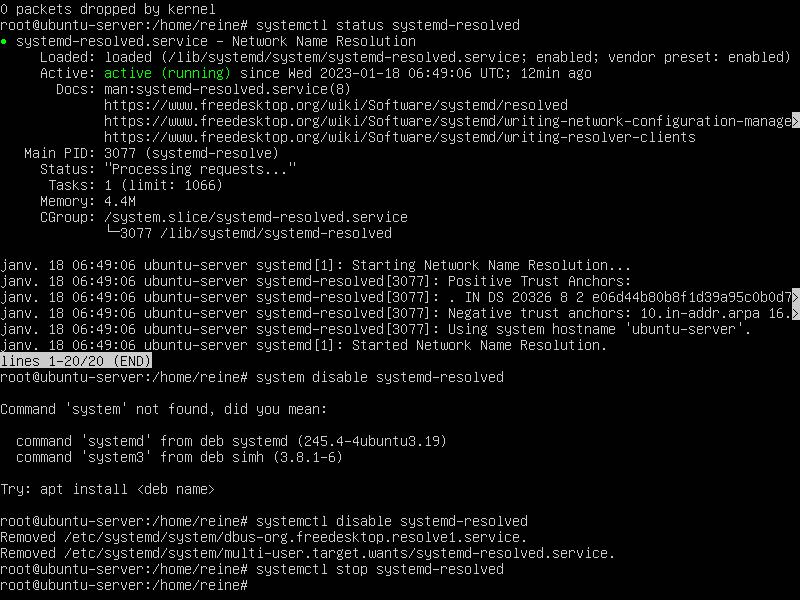 0 packets dropped by kernel
root@ubuntu-server:/home/reine# systemctl status systemd-resolved
● systemd-resolved.service - Network Name Resolution
     Loaded: loaded (/lib/systemd/system/systemd-resolved.service; enabled; vendor preset: enabled)
     Active: active (running) since Wed 2023-01-18 06:49:06 UTC; 12min ago
       Docs: man:systemd-resolved.service(8)
             https://www.freedesktop.org/wiki/Software/systemd/resolved
             https://www.freedesktop.org/wiki/Software/systemd/writing-network-configuration-manage>
             https://www.freedesktop.org/wiki/Software/systemd/writing-resolver-clients
   Main PID: 3077 (systemd-resolve)
     Status: "Processing requests..."
      Tasks: 1 (limit: 1066)
     Memory: 4.4M
     CGroup: /system.slice/systemd-resolved.service
             └─3077 /lib/systemd/systemd-resolved

janv. 18 06:49:06 ubuntu-server systemd[1]: Starting Network Name Resolution...
janv. 18 06:49:06 ubuntu-server systemd-resolved[3077]: Positive Trust Anchors:
janv. 18 06:49:06 ubuntu-server systemd-resolved[3077]: . IN DS 20326 8 2 e06d44b80b8f1d39a95c0b0d7>
janv. 18 06:49:06 ubuntu-server systemd-resolved[3077]: Negative trust anchors: 10.in-addr.arpa 16.>
janv. 18 06:49:06 ubuntu-server systemd-resolved[3077]: Using system hostname 'ubuntu-server'.
janv. 18 06:49:06 ubuntu-server systemd[1]: Started Network Name Resolution.
lines 1-20/20 (END)
root@ubuntu-server:/home/reine# system disable systemd-resolved

Command 'system' not found, did you mean:

  command 'systemd' from deb systemd (245.4-4ubuntu3.19)
  command 'system3' from deb simh (3.8.1-6)

Try: apt install <deb name>

root@ubuntu-server:/home/reine# systemctl disable systemd-resolved
Removed /etc/systemd/system/dbus-org.freedesktop.resolve1.service.
Removed /etc/systemd/system/multi-user.target.wants/systemd-resolved.service.
root@ubuntu-server:/home/reine# systemctl stop systemd-resolved
root@ubuntu-server:/home/reine#